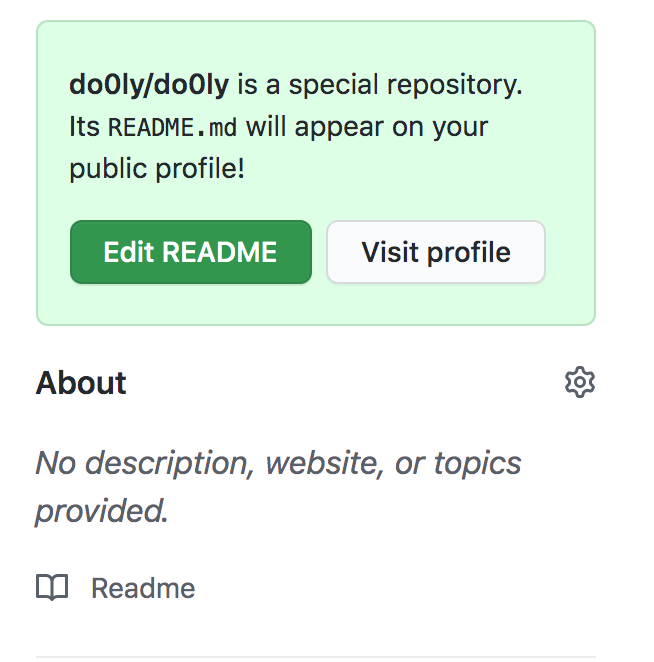 do0ly/do0ly is a special repository.
Its README.md will appear on your
public profile!
Edit README
Visit profile
About
No description, website, or topics
provided.
Readme